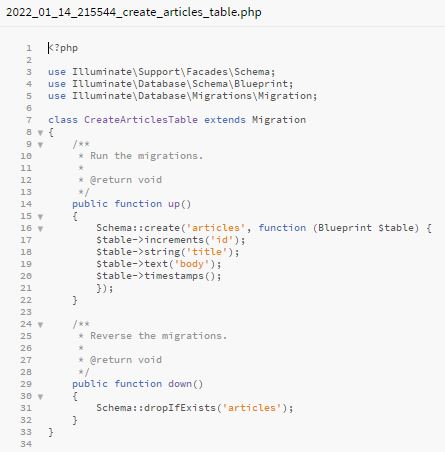 2022_01_14_215544_create_articles_table.php
1 <?php
2
3 use Illuminate\Support\Facades\Schema;
4 use Illuminate\Database\Schema\Blueprint;
5 use Illuminate\Database\Migrations\Migration;
6
7 class CreateArticlesTable extends Migration
8 {
9     /**
10      * Run the migrations.
11      *
12      * @return void
13      */
14     public function up()
15     {
16         Schema::create('articles', function (Blueprint $table) {
17         $table->increments('id');
18         $table->string('title');
19         $table->text('body');
20         $table->timestamps();
21         });
22     }
23
24     /**
25      * Reverse the migrations.
26      *
27      * @return void
28      */
29     public function down()
30     {
31         Schema::dropIfExists('articles');
32     }
33 }
34